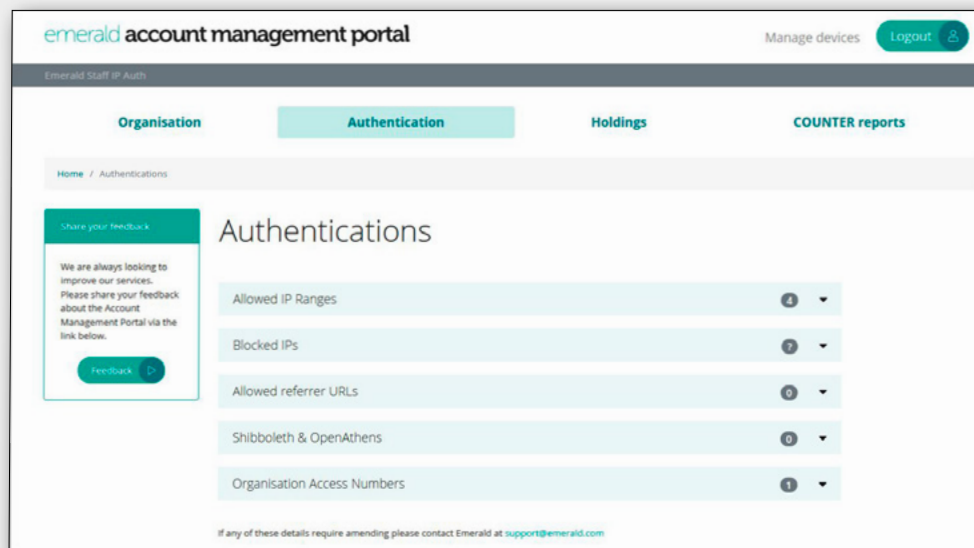 emerald account management portal
Manage devices
Logout
Emerald Staff IP Auth
Organisation
Authentication
Holdings
COUNTER reports
Home / Authentications
Share your feedback
We are always looking to
improve our services.
Please share your feedback
about the Account
Management Portal via the
link below.
Feedback
Authentications
Allowed IP Ranges 4
Blocked IPs ?
Allowed referrer URLs 0
Shibboleth & OpenAthens 0
Organisation Access Numbers 1
If any of these details require amending please contact Emerald at support@emerald.com